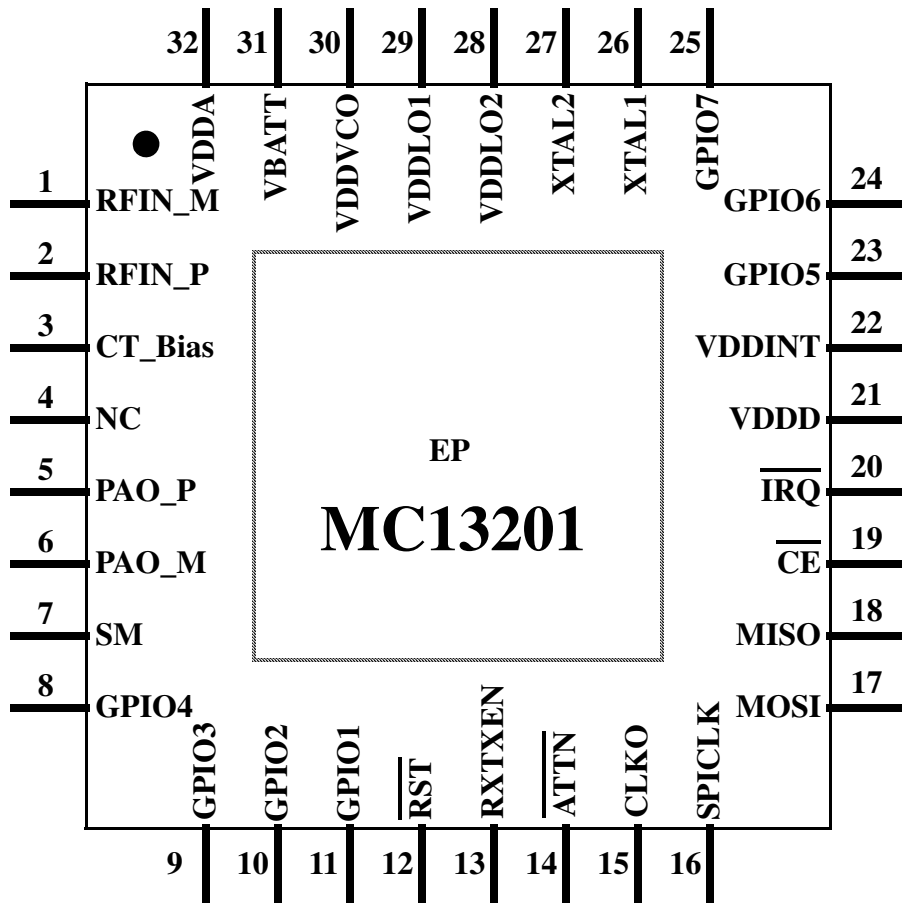 32 31 30 29 28 27 26 25
VDDA
VBATT
VDDVCO
VDDLO1
VDDLO2
XTAL2
XTAL1
GPIO7
1 RFIN_M
2 RFIN_P
3 CT_Bias
4 NC
5 PAO_P
6 PAO_M
7 SM
8 GPIO4
GPIO6 24
GPIO5 23
VDDINT 22
VDDD 21
IRQ 20
CE 19
MISO 18
MOSI 17
EP
MC13201
GPIO3
GPIO2
GPIO1
RST
RXTXEN
ATTN
CLKO
SPICLK
9 10 11 12 13 14 15 16